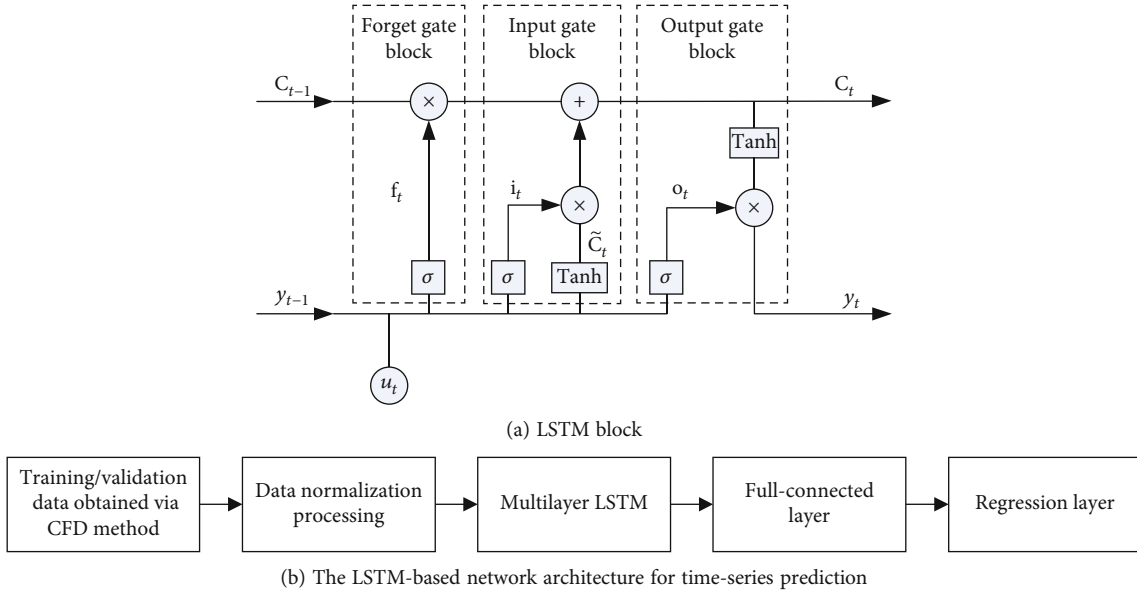 Forget gate
block
Input gate
block
Output gate
block
C_{t-1}
C_t
×
+
Tanh
f_t
i_t
×
o_t
×
C̃_t
σ
σ
Tanh
σ
y_{t-1}
y_t
u_t
(a) LSTM block
Training/validation
data obtained via
CFD method
Data normalization
processing
Multilayer LSTM
Full-connected
layer
Regression layer
(b) The LSTM-based network architecture for time-series prediction